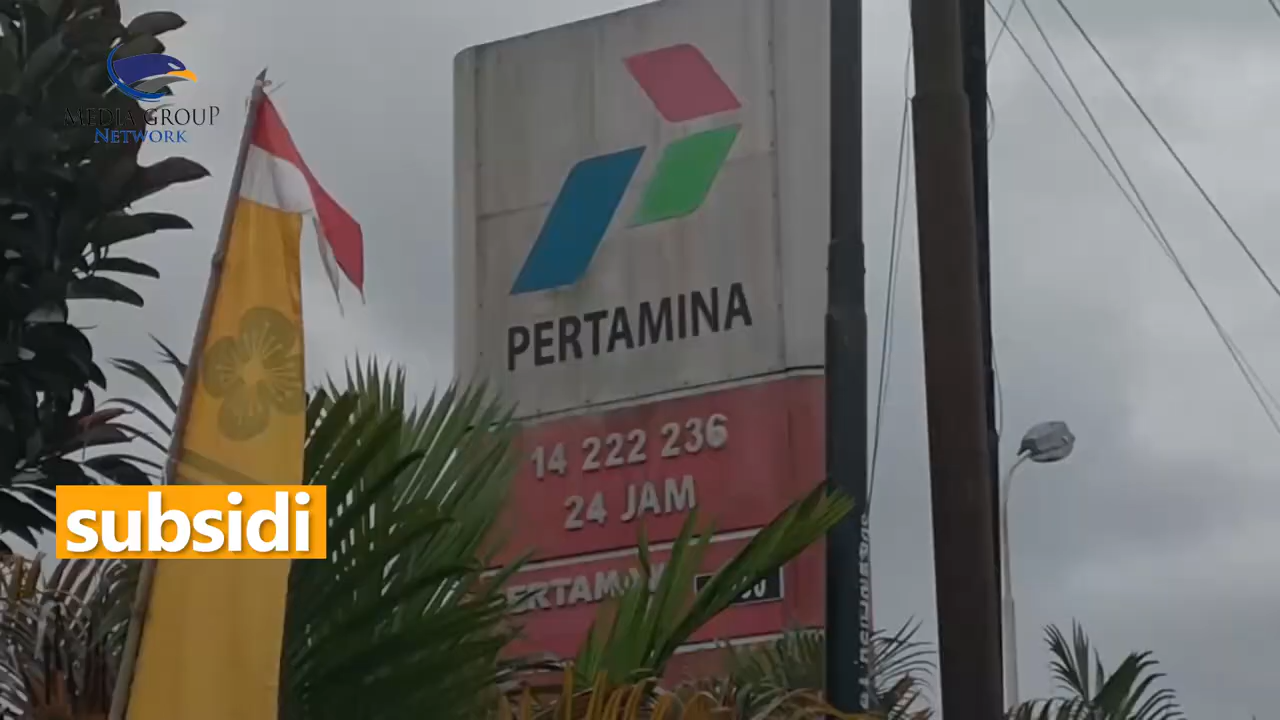 MEDIA GROUP
NETWORK
PERTAMINA
14 222 236
24 JAM
subsidi